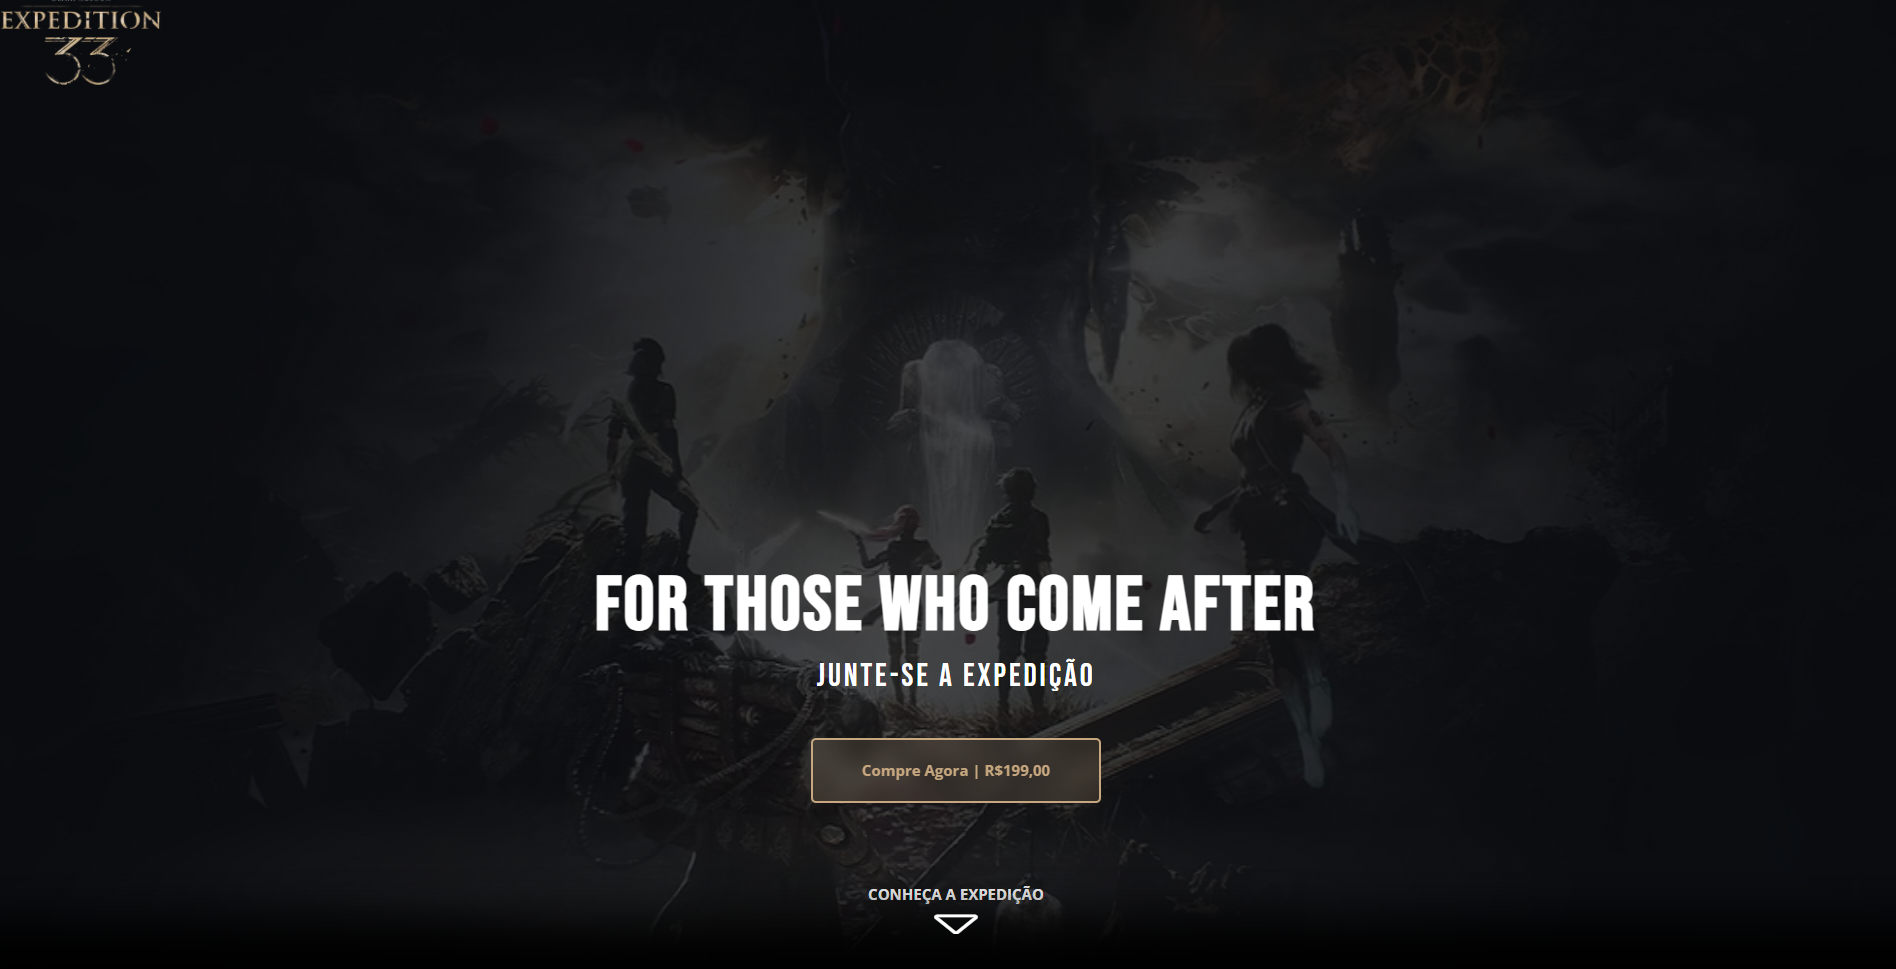 EXPEDITION
33
FOR THOSE WHO COME AFTER
JUNTE-SE A EXPEDIÇÃO
Compre Agora | R$199,00
CONHEÇA A EXPEDIÇÃO